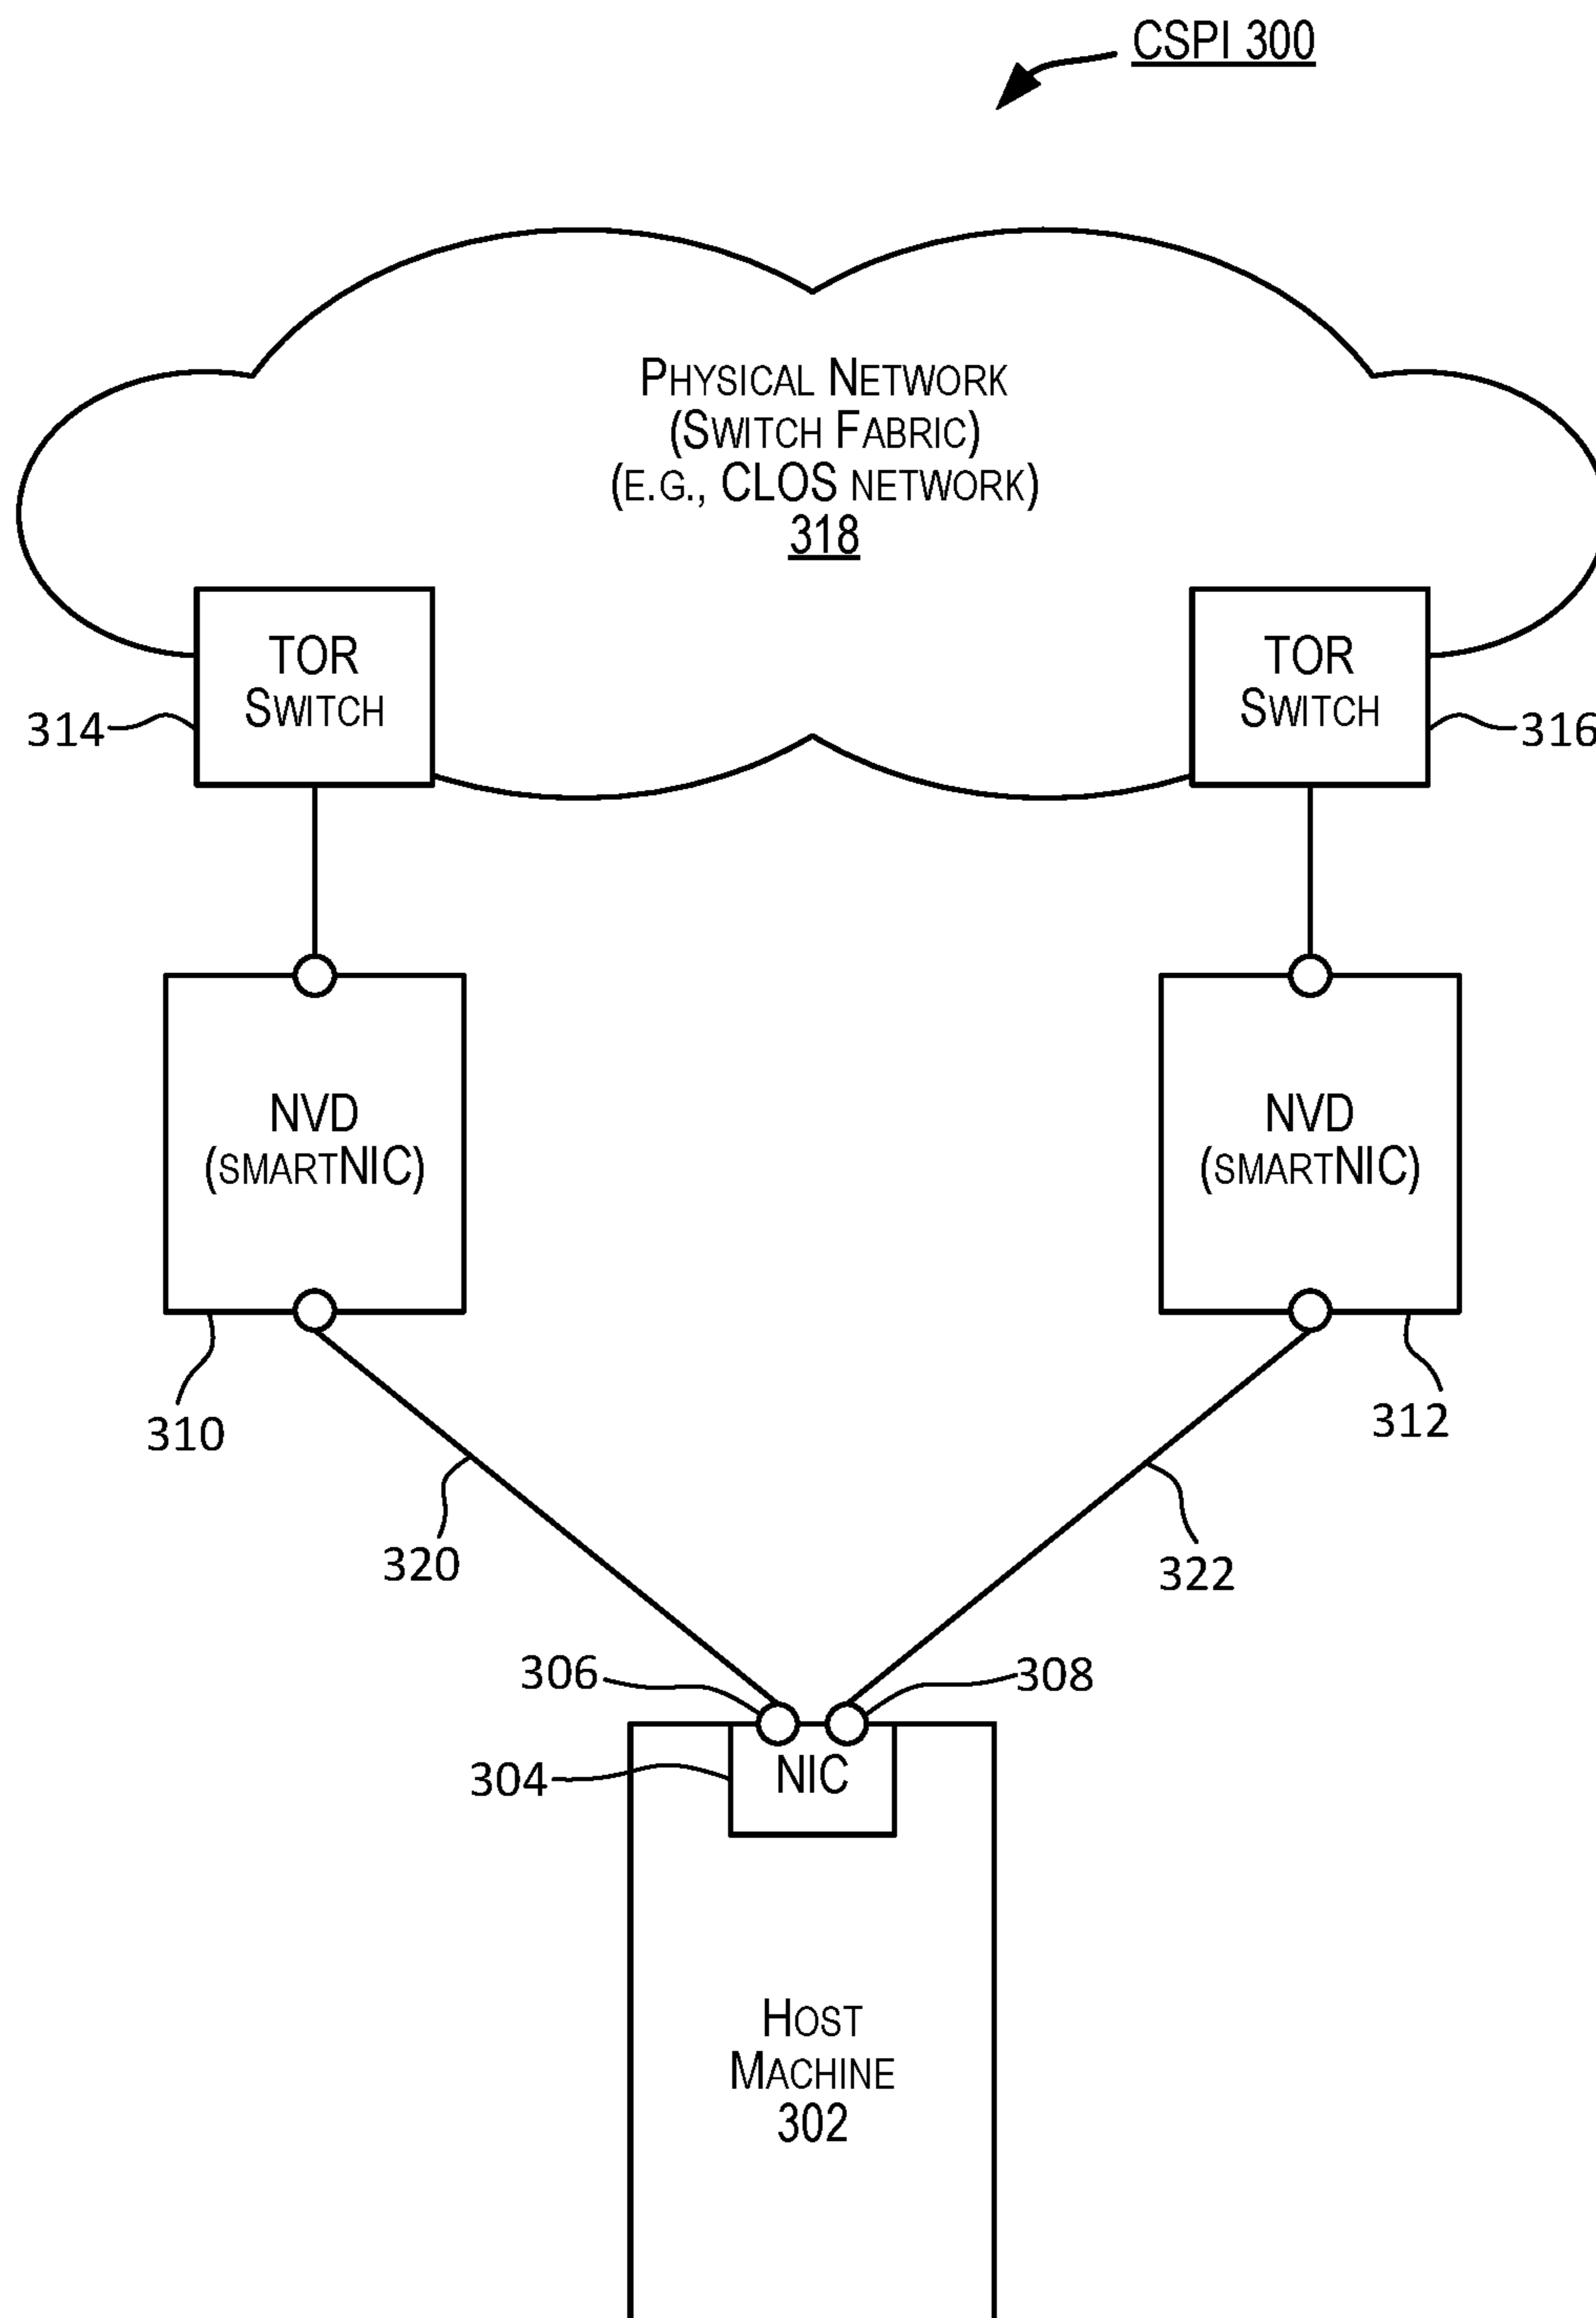 CSPI 300
PHYSICAL NETWORK
(SWITCH FABRIC)
(E.G., CLOS NETWORK)
318
TOR
SWITCH
314
TOR
SWITCH
316
NVD
(SMARTNIC)
NVD
(SMARTNIC)
310
312
320
322
306
308
304
NIC
HOST
MACHINE
302